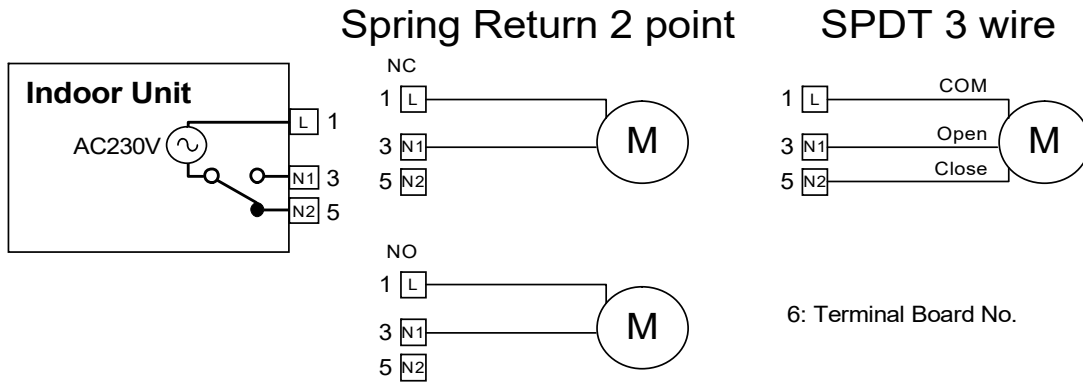 Spring Return 2 point
SPDT 3 wire
Indoor Unit
AC230V
L 1
N1 3
N2 5
NC
1 L
3 N1
5 N2
M
NO
1 L
3 N1
5 N2
M
1 L
3 N1
5 N2
COM
Open
Close
M
6: Terminal Board No.